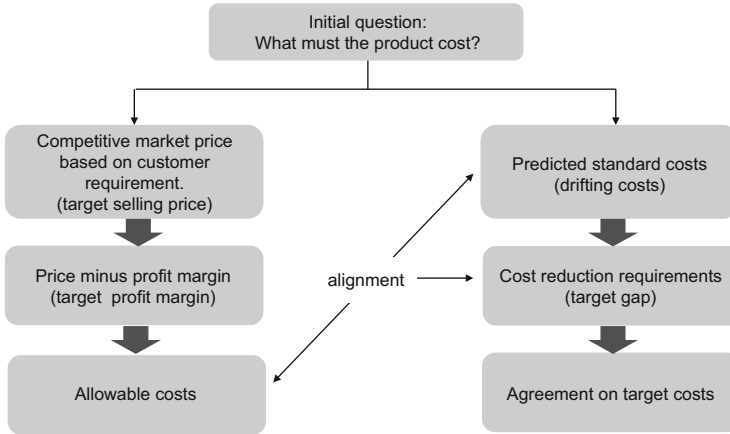 Initial question:
What must the product cost?
Competitive market price
based on customer
requirement.
(target selling price)
Predicted standard costs
(drifting costs)
Price minus profit margin
(target profit margin)
alignment
Cost reduction requirements
(target gap)
Allowable costs
Agreement on target costs